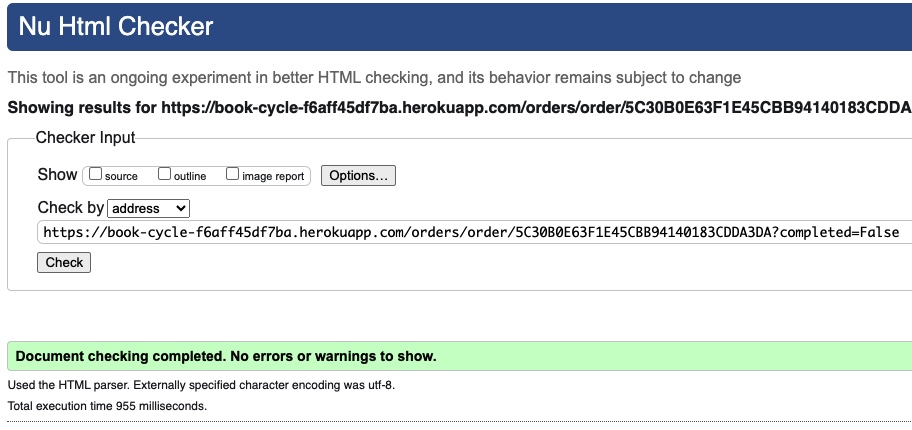 Nu Html Checker
This tool is an ongoing experiment in better HTML checking, and its behavior remains subject to change
Showing results for https://book-cycle-f6aff45df7ba.herokuapp.com/orders/order/5C30B0E63F1E45CBB94140183CDDA
Checker Input
Show source outline image report Options...
Check by address
https://book-cycle-f6aff45df7ba.herokuapp.com/orders/order/5C30B0E63F1E45CBB94140183CDDA3DA?completed=False
Check
Document checking completed. No errors or warnings to show.
Used the HTML parser. Externally specified character encoding was utf-8.
Total execution time 955 milliseconds.